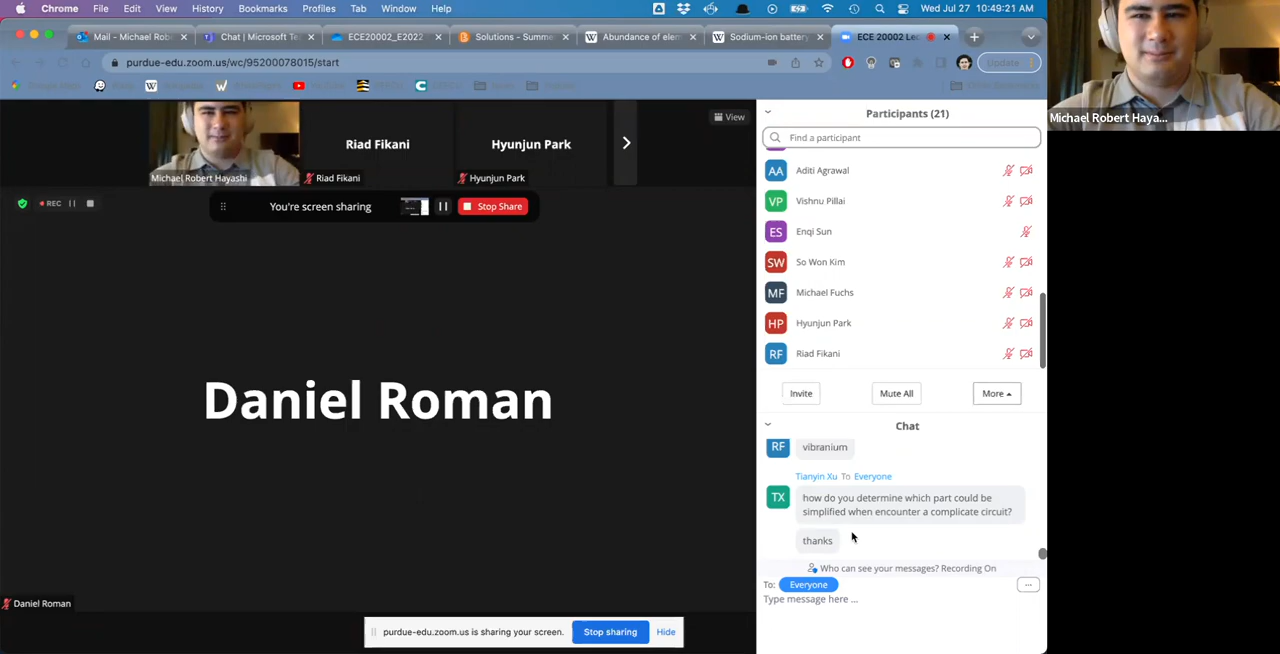 Chrome File Edit View History Bookmarks Profiles Tab Window Help Wed Jul 27 10:49:21 AM
Mail - Michael Rob Chat | Microsoft Te ECE20002_E2022 Solutions - Summe Abundance of elem Sodium-ion battery ECE 20002 Lec
purdue-edu.zoom.us/wc/95200078015/start Update
Participants (21)
View
Find a participant
Riad Fikani
Hyunjun Park
Michael Robert Hayashi
Riad Fikani
Hyunjun Park
Michael Robert Haya...
AA Aditi Agrawal
VP Vishnu Pillai
ES Enqi Sun
SW So Won Kim
MF Michael Fuchs
HP Hyunjun Park
RF Riad Fikani
REC
You're screen sharing
Stop Share
Invite
Mute All
More
Daniel Roman
Chat
RF vibranium
Tianyin Xu To Everyone
TX how do you determine which part could be
simplified when encounter a complicate circuit?
thanks
Who can see your messages? Recording On
To: Everyone
...
Type message here ...
Daniel Roman
purdue-edu.zoom.us is sharing your screen. Stop sharing Hide